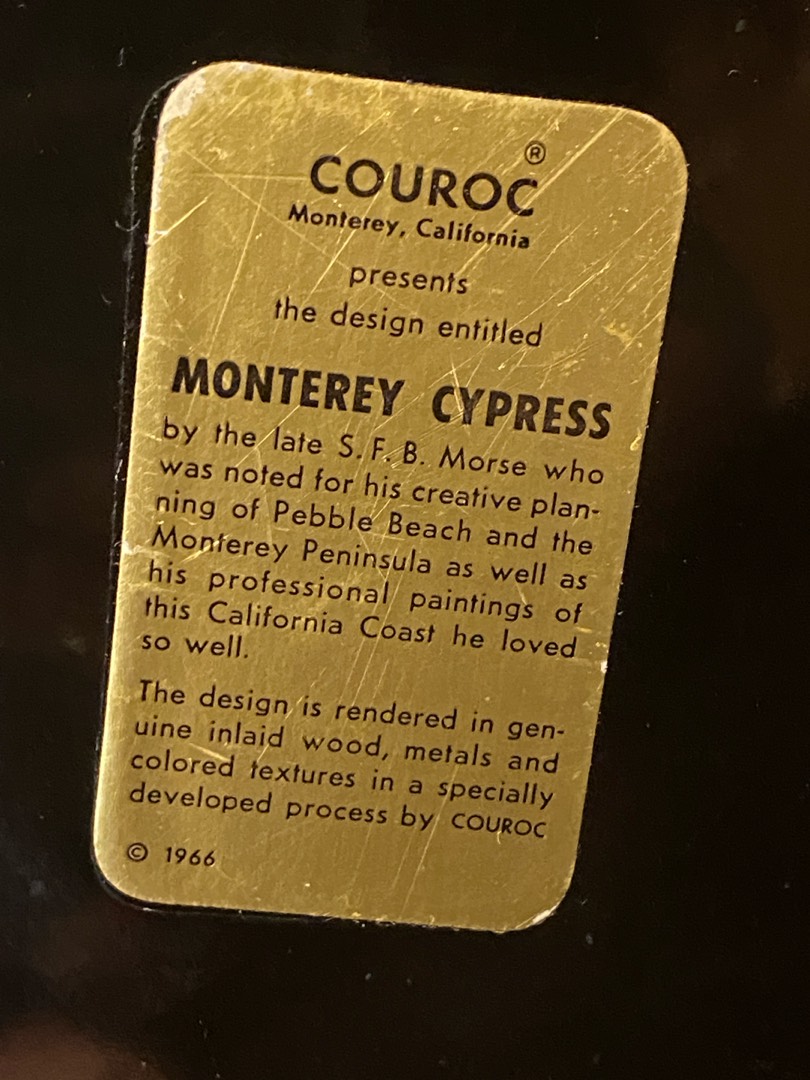 COUROC®
Monterey, California
presents
the design entitled
MONTEREY CYPRESS
by the late S. F. B. Morse who
was noted for his creative plan-
ning of Pebble Beach and the
Monterey Peninsula as well as
his professional paintings of
this California Coast he loved
so well.
The design is rendered in gen-
uine inlaid wood, metals and
colored textures in a specially
developed process by COUROC
© 1966